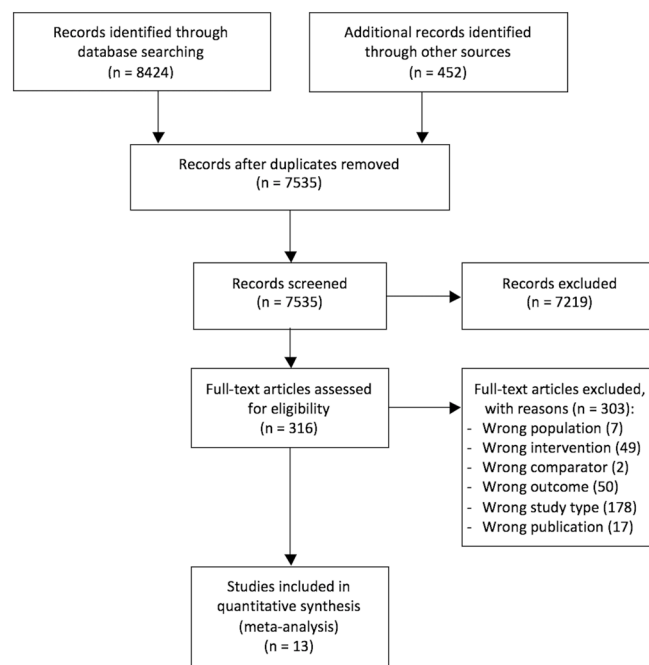 Records identified through
database searching
(n = 8424)
Additional records identified
through other sources
(n = 452)
Records after duplicates removed
(n = 7535)
Records screened
(n = 7535)
Records excluded
(n = 7219)
Full-text articles assessed
for eligibility
(n = 316)
Full-text articles excluded,
with reasons (n = 303):
- Wrong population (7)
- Wrong intervention (49)
- Wrong comparator (2)
- Wrong outcome (50)
- Wrong study type (178)
- Wrong publication (17)
Studies included in
quantitative synthesis
(meta-analysis)
(n = 13)